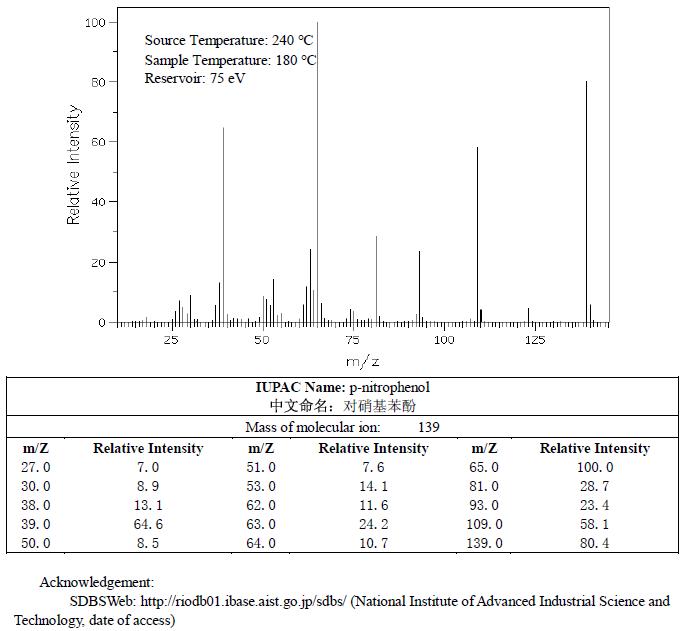 100
80
60
40
20
0
Relative Intensity
Source Temperature: 240 °C
Sample Temperature: 180 °C
Reservoir: 75 eV
25 50 75 100 125
m/z
IUPAC Name: p-nitrophenol
中文命名：对硝基苯酚
Mass of molecular ion: 139
m/Z Relative Intensity m/Z Relative Intensity m/Z Relative Intensity
27.0 7.0 51.0 7.6 65.0 100.0
30.0 8.9 53.0 14.1 81.0 28.7
38.0 13.1 62.0 11.6 93.0 23.4
39.0 64.6 63.0 24.2 109.0 58.1
50.0 8.5 64.0 10.7 139.0 80.4
Acknowledgement:
SDBSWeb: http://riodb01.ibase.aist.go.jp/sdbs/ (National Institute of Advanced Industrial Science and
Technology, date of access)